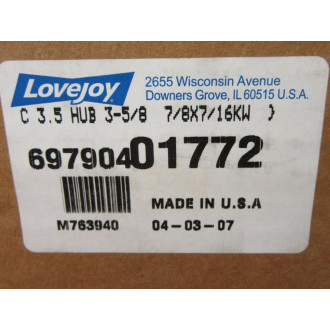 Lovejoy
2655 Wisconsin Avenue
Downers Grove, IL 60515 U.S.A.
C 3.5 HUB 3-5/8 7/8X7/16KW )
69790401772
MADE IN U.S.A
M763940 04-03-07